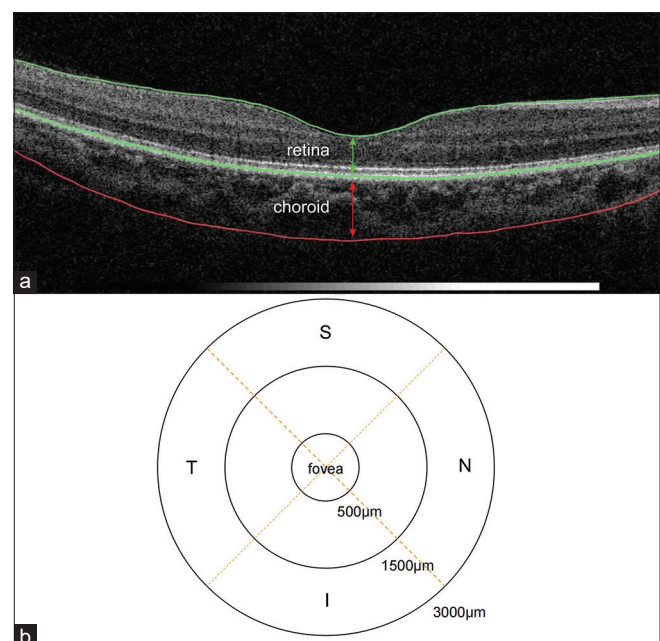 retina
choroid
a
S
T
fovea
N
500μm
1500μm
I
3000μm
b